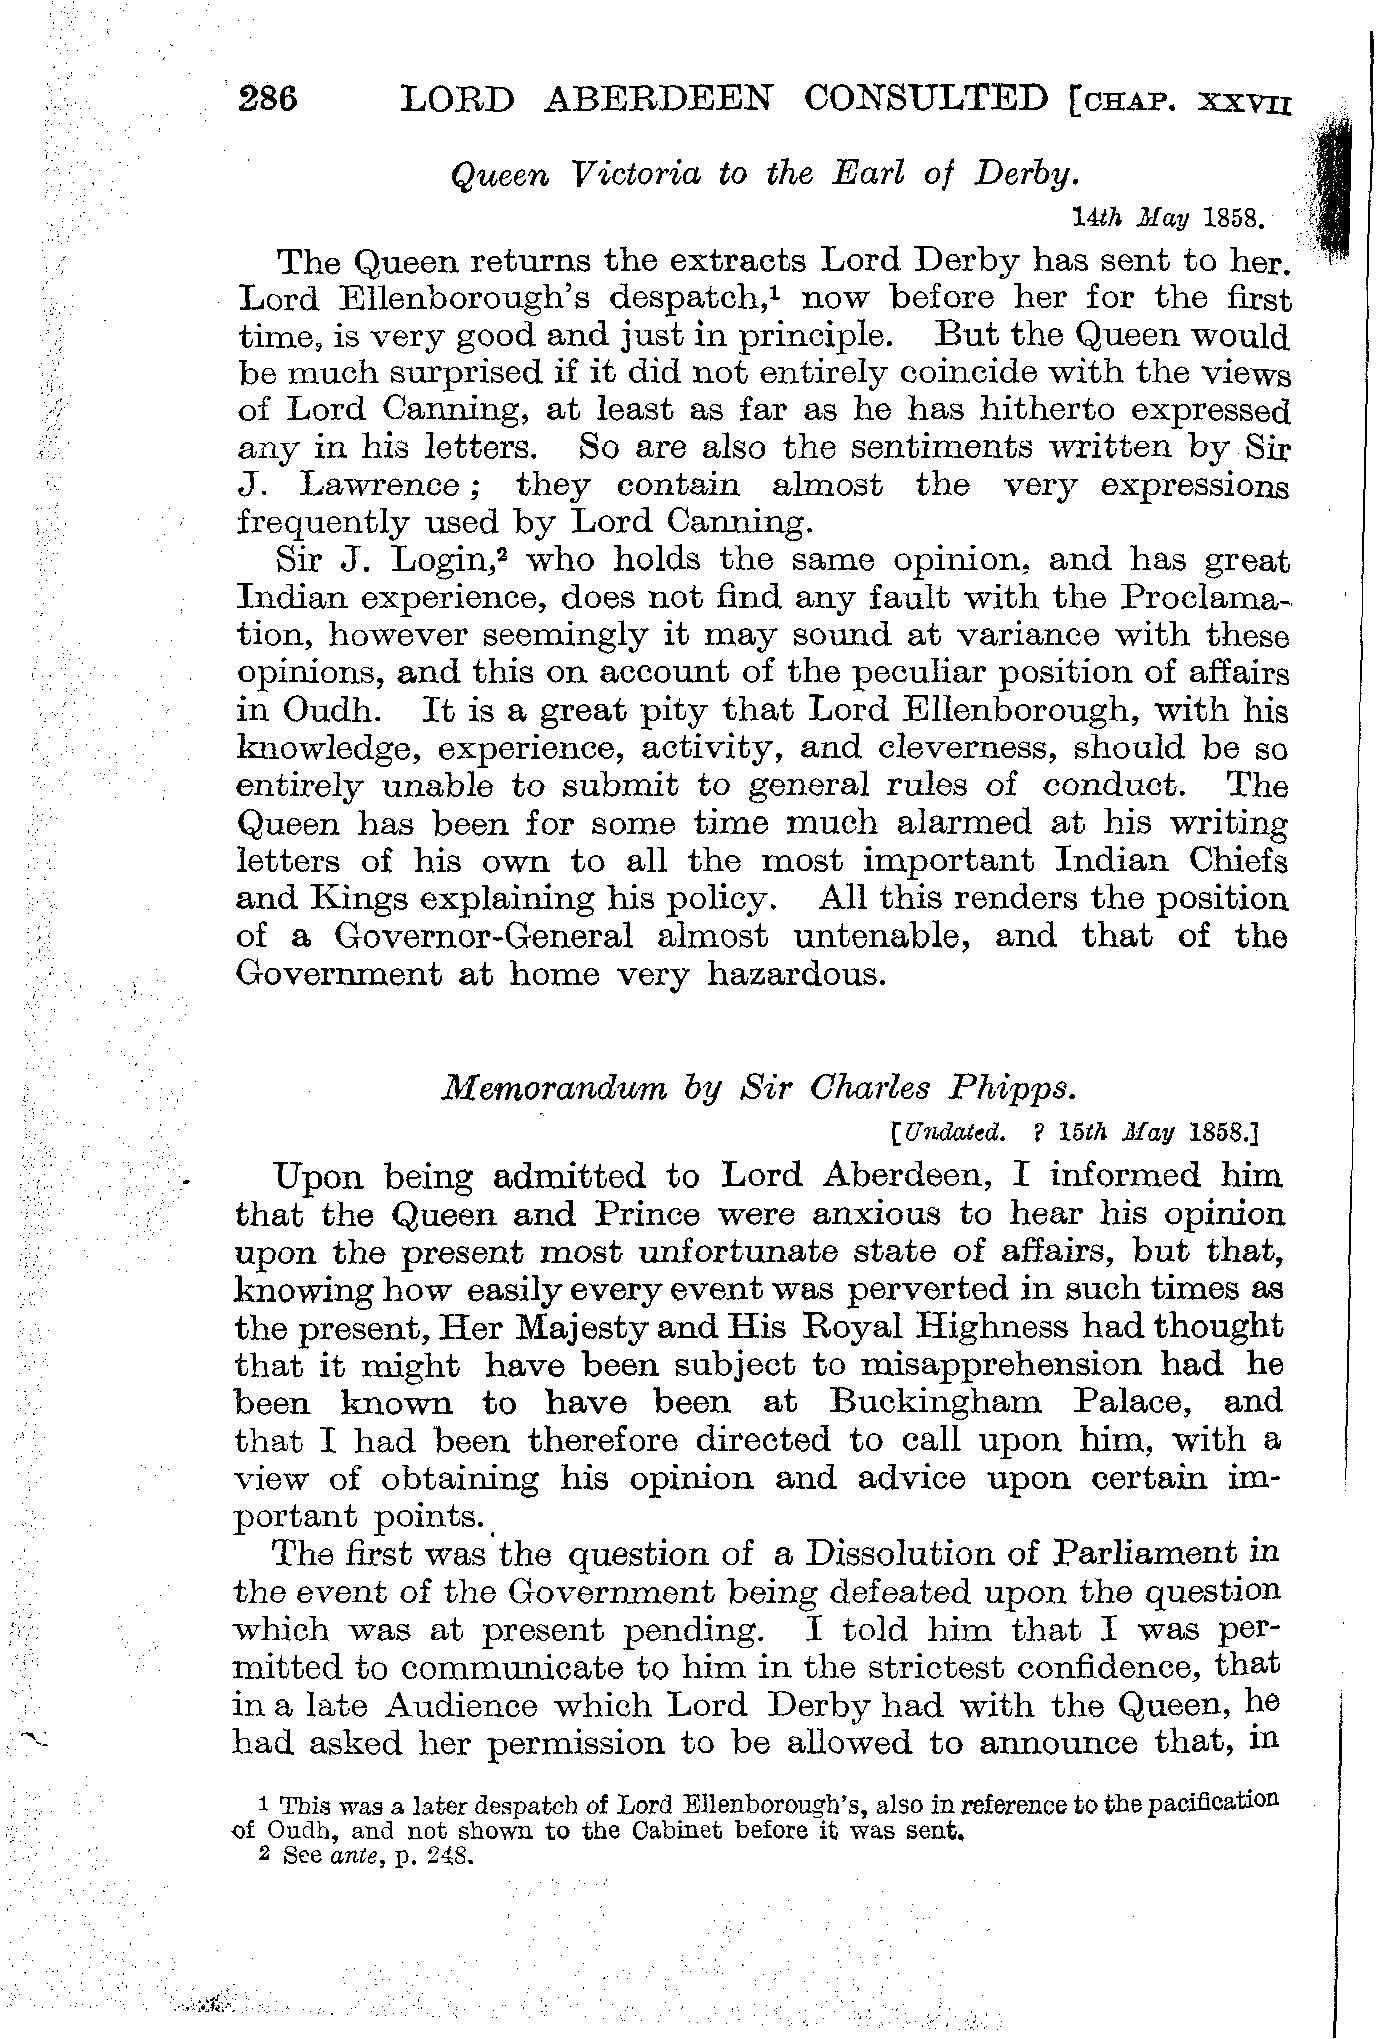 286 LORD ABERDEEN CONSULTED [CHAP. XXVII
Queen Victoria to the Earl of Derby.
14th May 1858.
The Queen returns the extracts Lord Derby has sent to her.
Lord Ellenborough's despatch,¹ now before her for the first
time, is very good and just in principle. But the Queen would
be much surprised if it did not entirely coincide with the views
of Lord Canning, at least as far as he has hitherto expressed
any in his letters. So are also the sentiments written by Sir
J. Lawrence ; they contain almost the very expressions
frequently used by Lord Canning.
Sir J. Login,² who holds the same opinion, and has great
Indian experience, does not find any fault with the Proclama-
tion, however seemingly it may sound at variance with these
opinions, and this on account of the peculiar position of affairs
in Oudh. It is a great pity that Lord Ellenborough, with his
knowledge, experience, activity, and cleverness, should be so
entirely unable to submit to general rules of conduct. The
Queen has been for some time much alarmed at his writing
letters of his own to all the most important Indian Chiefs
and Kings explaining his policy. All this renders the position
of a Governor-General almost untenable, and that of the
Government at home very hazardous.
Memorandum by Sir Charles Phipps.
[Undated. ? 15th May 1858.]
Upon being admitted to Lord Aberdeen, I informed him
that the Queen and Prince were anxious to hear his opinion
upon the present most unfortunate state of affairs, but that,
knowing how easily every event was perverted in such times as
the present, Her Majesty and His Royal Highness had thought
that it might have been subject to misapprehension had he
been known to have been at Buckingham Palace, and
that I had been therefore directed to call upon him, with a
view of obtaining his opinion and advice upon certain im-
portant points.
The first was the question of a Dissolution of Parliament in
the event of the Government being defeated upon the question
which was at present pending. I told him that I was per-
mitted to communicate to him in the strictest confidence, that
in a late Audience which Lord Derby had with the Queen, he
had asked her permission to be allowed to announce that, in
1 This was a later despatch of Lord Ellenborough's, also in reference to the pacification
of Oudh, and not shown to the Cabinet before it was sent.
2 See ante, p. 248.